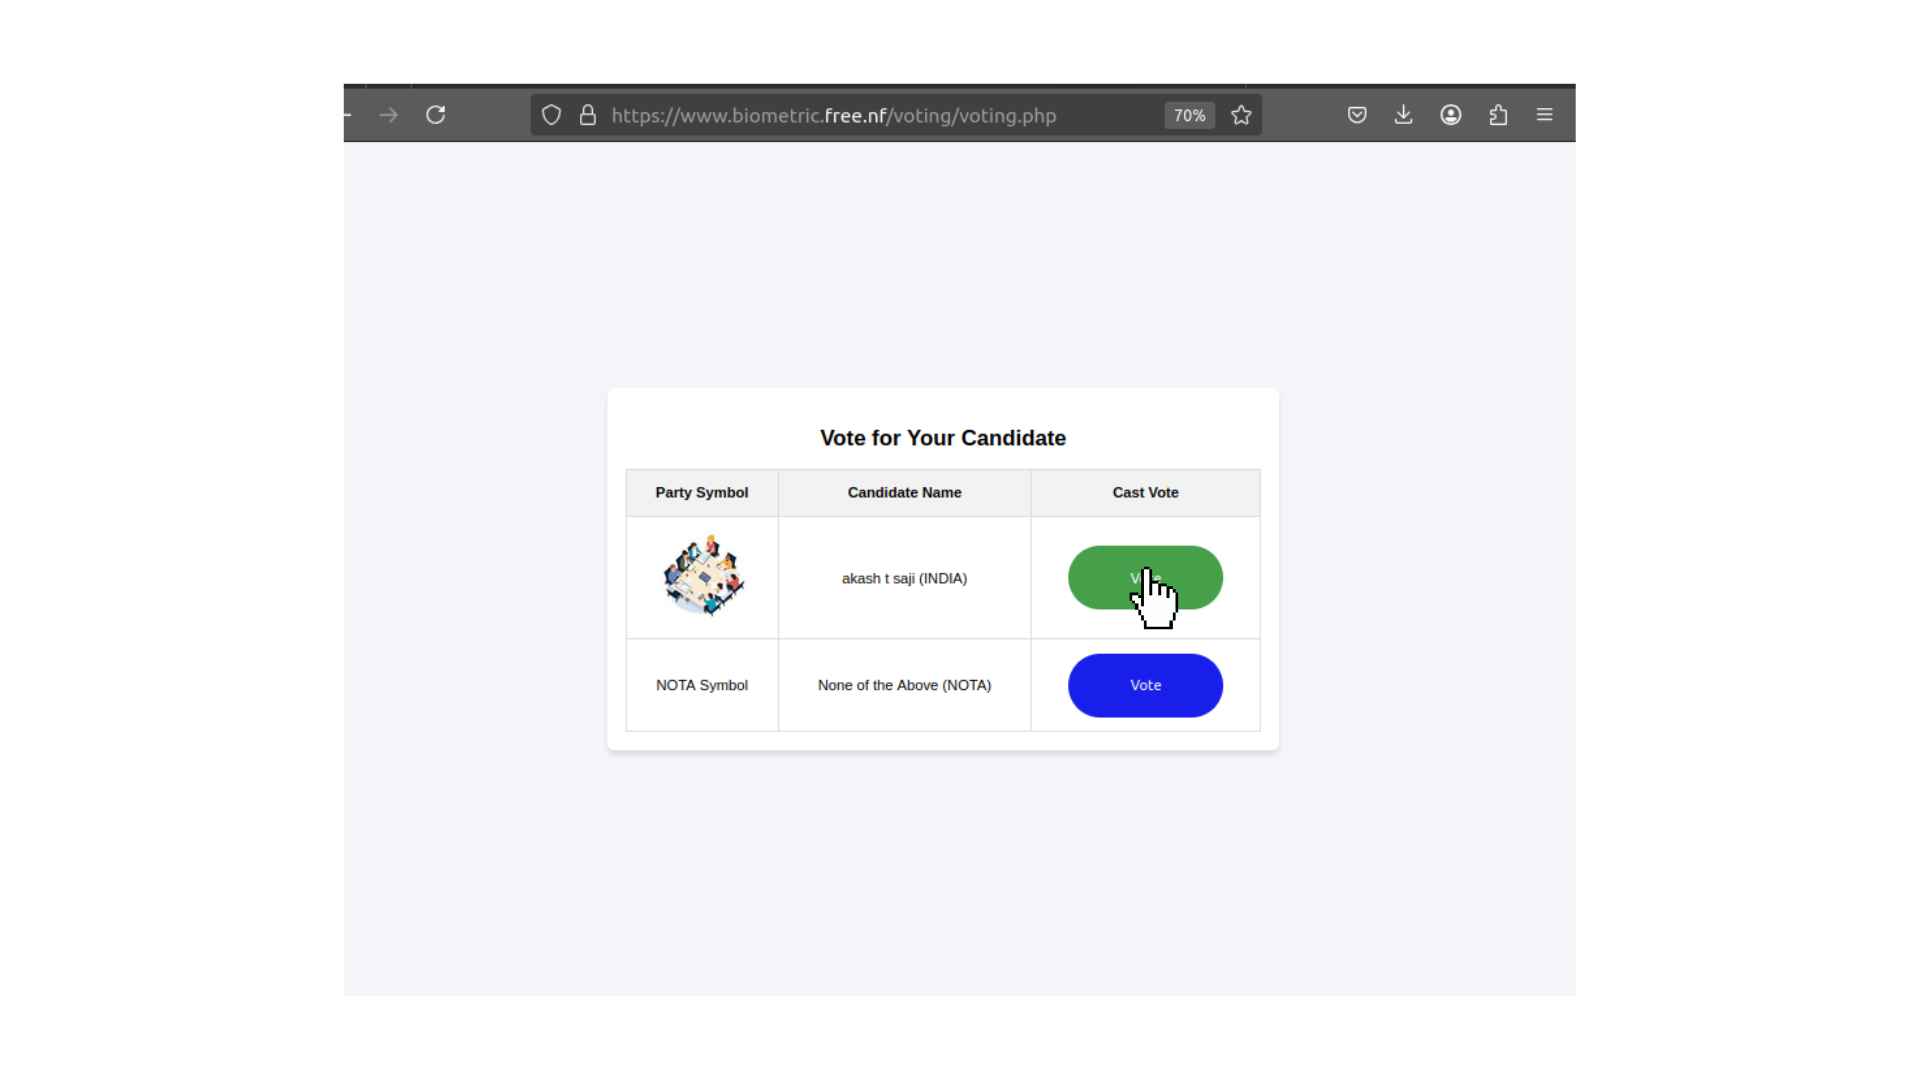 https://www.biometric.free.nf/voting/voting.php 70%
Vote for Your Candidate
Party Symbol Candidate Name Cast Vote
akash t saji (INDIA)
NOTA Symbol None of the Above (NOTA) Vote